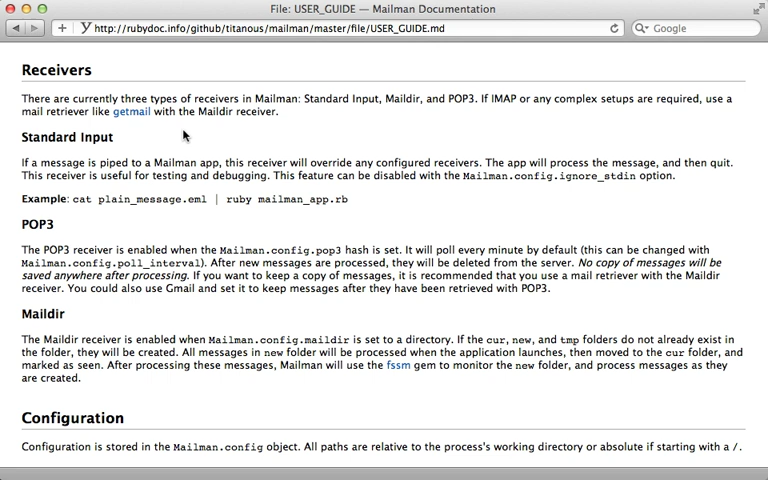 File: USER_GUIDE — Mailman Documentation
http://rubydoc.info/github/titanous/mailman/master/file/USER_GUIDE.md
Google
Receivers
There are currently three types of receivers in Mailman: Standard Input, Maildir, and POP3. If IMAP or any complex setups are required, use a
mail retriever like getmail with the Maildir receiver.
Standard Input
If a message is piped to a Mailman app, this receiver will override any configured receivers. The app will process the message, and then quit.
This receiver is useful for testing and debugging. This feature can be disabled with the Mailman.config.ignore_stdin option.
Example: cat plain_message.eml | ruby mailman_app.rb
POP3
The POP3 receiver is enabled when the Mailman.config.pop3 hash is set. It will poll every minute by default (this can be changed with
Mailman.config.poll_interval). After new messages are processed, they will be deleted from the server. No copy of messages will be
saved anywhere after processing. If you want to keep a copy of messages, it is recommended that you use a mail retriever with the Maildir
receiver. You could also use Gmail and set it to keep messages after they have been retrieved with POP3.
Maildir
The Maildir receiver is enabled when Mailman.config.maildir is set to a directory. If the cur, new, and tmp folders do not already exist in
the folder, they will be created. All messages in new folder will be processed when the application launches, then moved to the cur folder, and
marked as seen. After processing these messages, Mailman will use the fssm gem to monitor the new folder, and process messages as they
are created.
Configuration
Configuration is stored in the Mailman.config object. All paths are relative to the process's working directory or absolute if starting with a /.